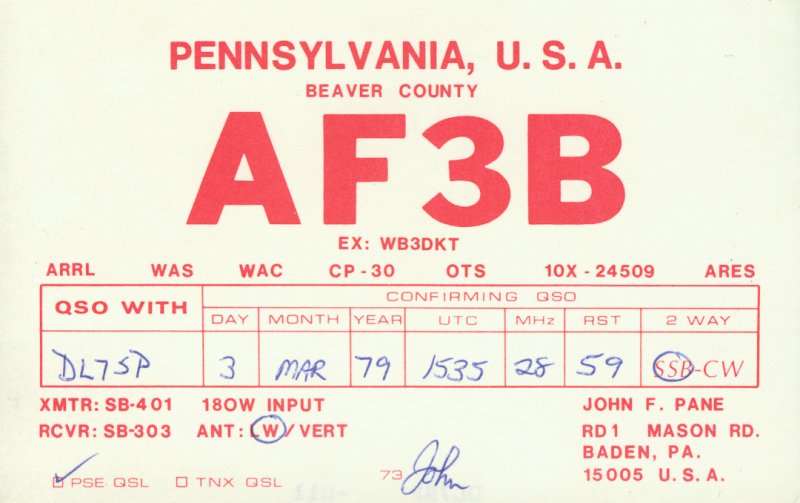 PENNSYLVANIA, U. S. A.
BEAVER COUNTY
AF3B
EX: WB3DKT
ARRL WAS WAC CP-30 OTS 10X-24509 ARES
QSO WITH CONFIRMING QSO
DAY MONTH YEAR UTC MHz RST 2 WAY
DL7SP 3 MAR 79 1535 28 59 SSB-CW
XMTR: SB-401 180W INPUT
RCVR: SB-303 ANT: LW/VERT
JOHN F. PANE
RD1 MASON RD.
BADEN, PA.
15005 U.S.A.
PSE QSL TNX QSL 73 John